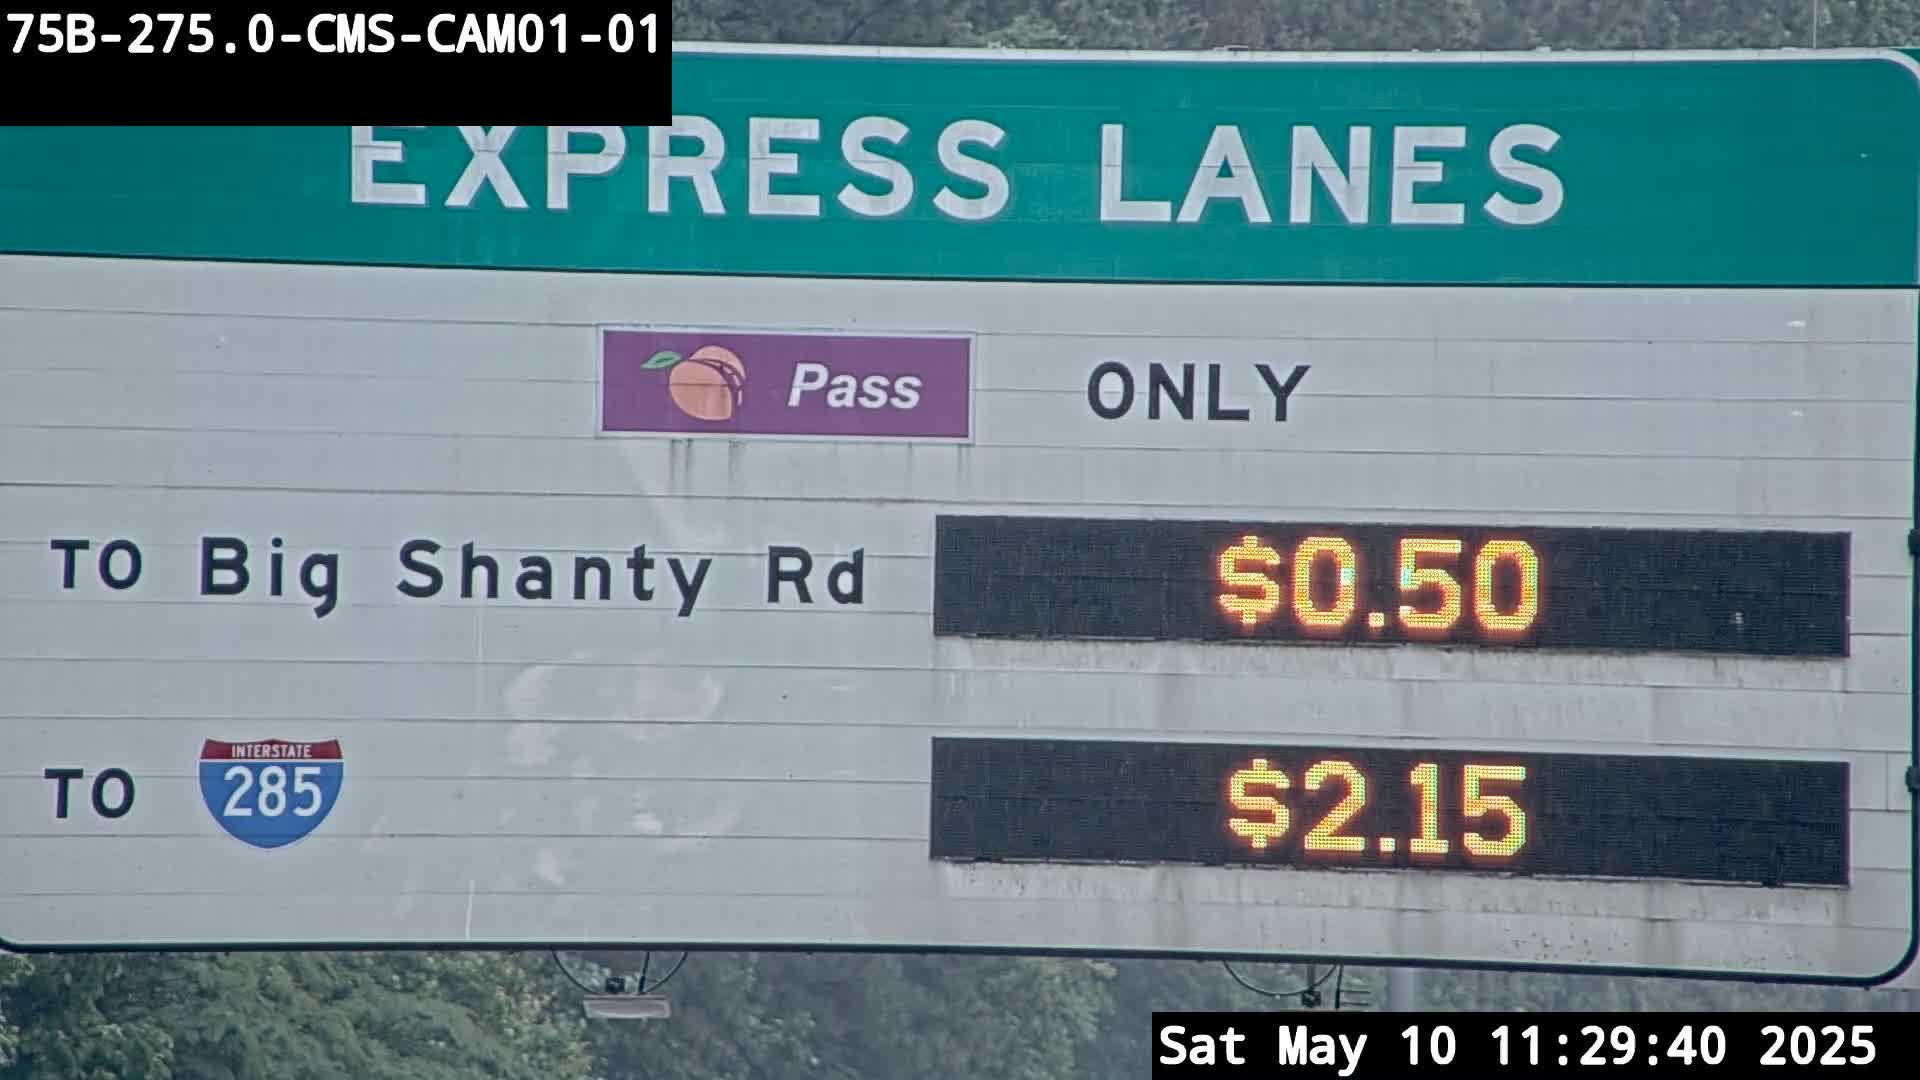 75B-275.0-CMS-CAM01-01
EXPRESS LANES
Pass ONLY
TO Big Shanty Rd $0.50
INTERSTATE
TO 285 $2.15
Sat May 10 11:29:40 2025